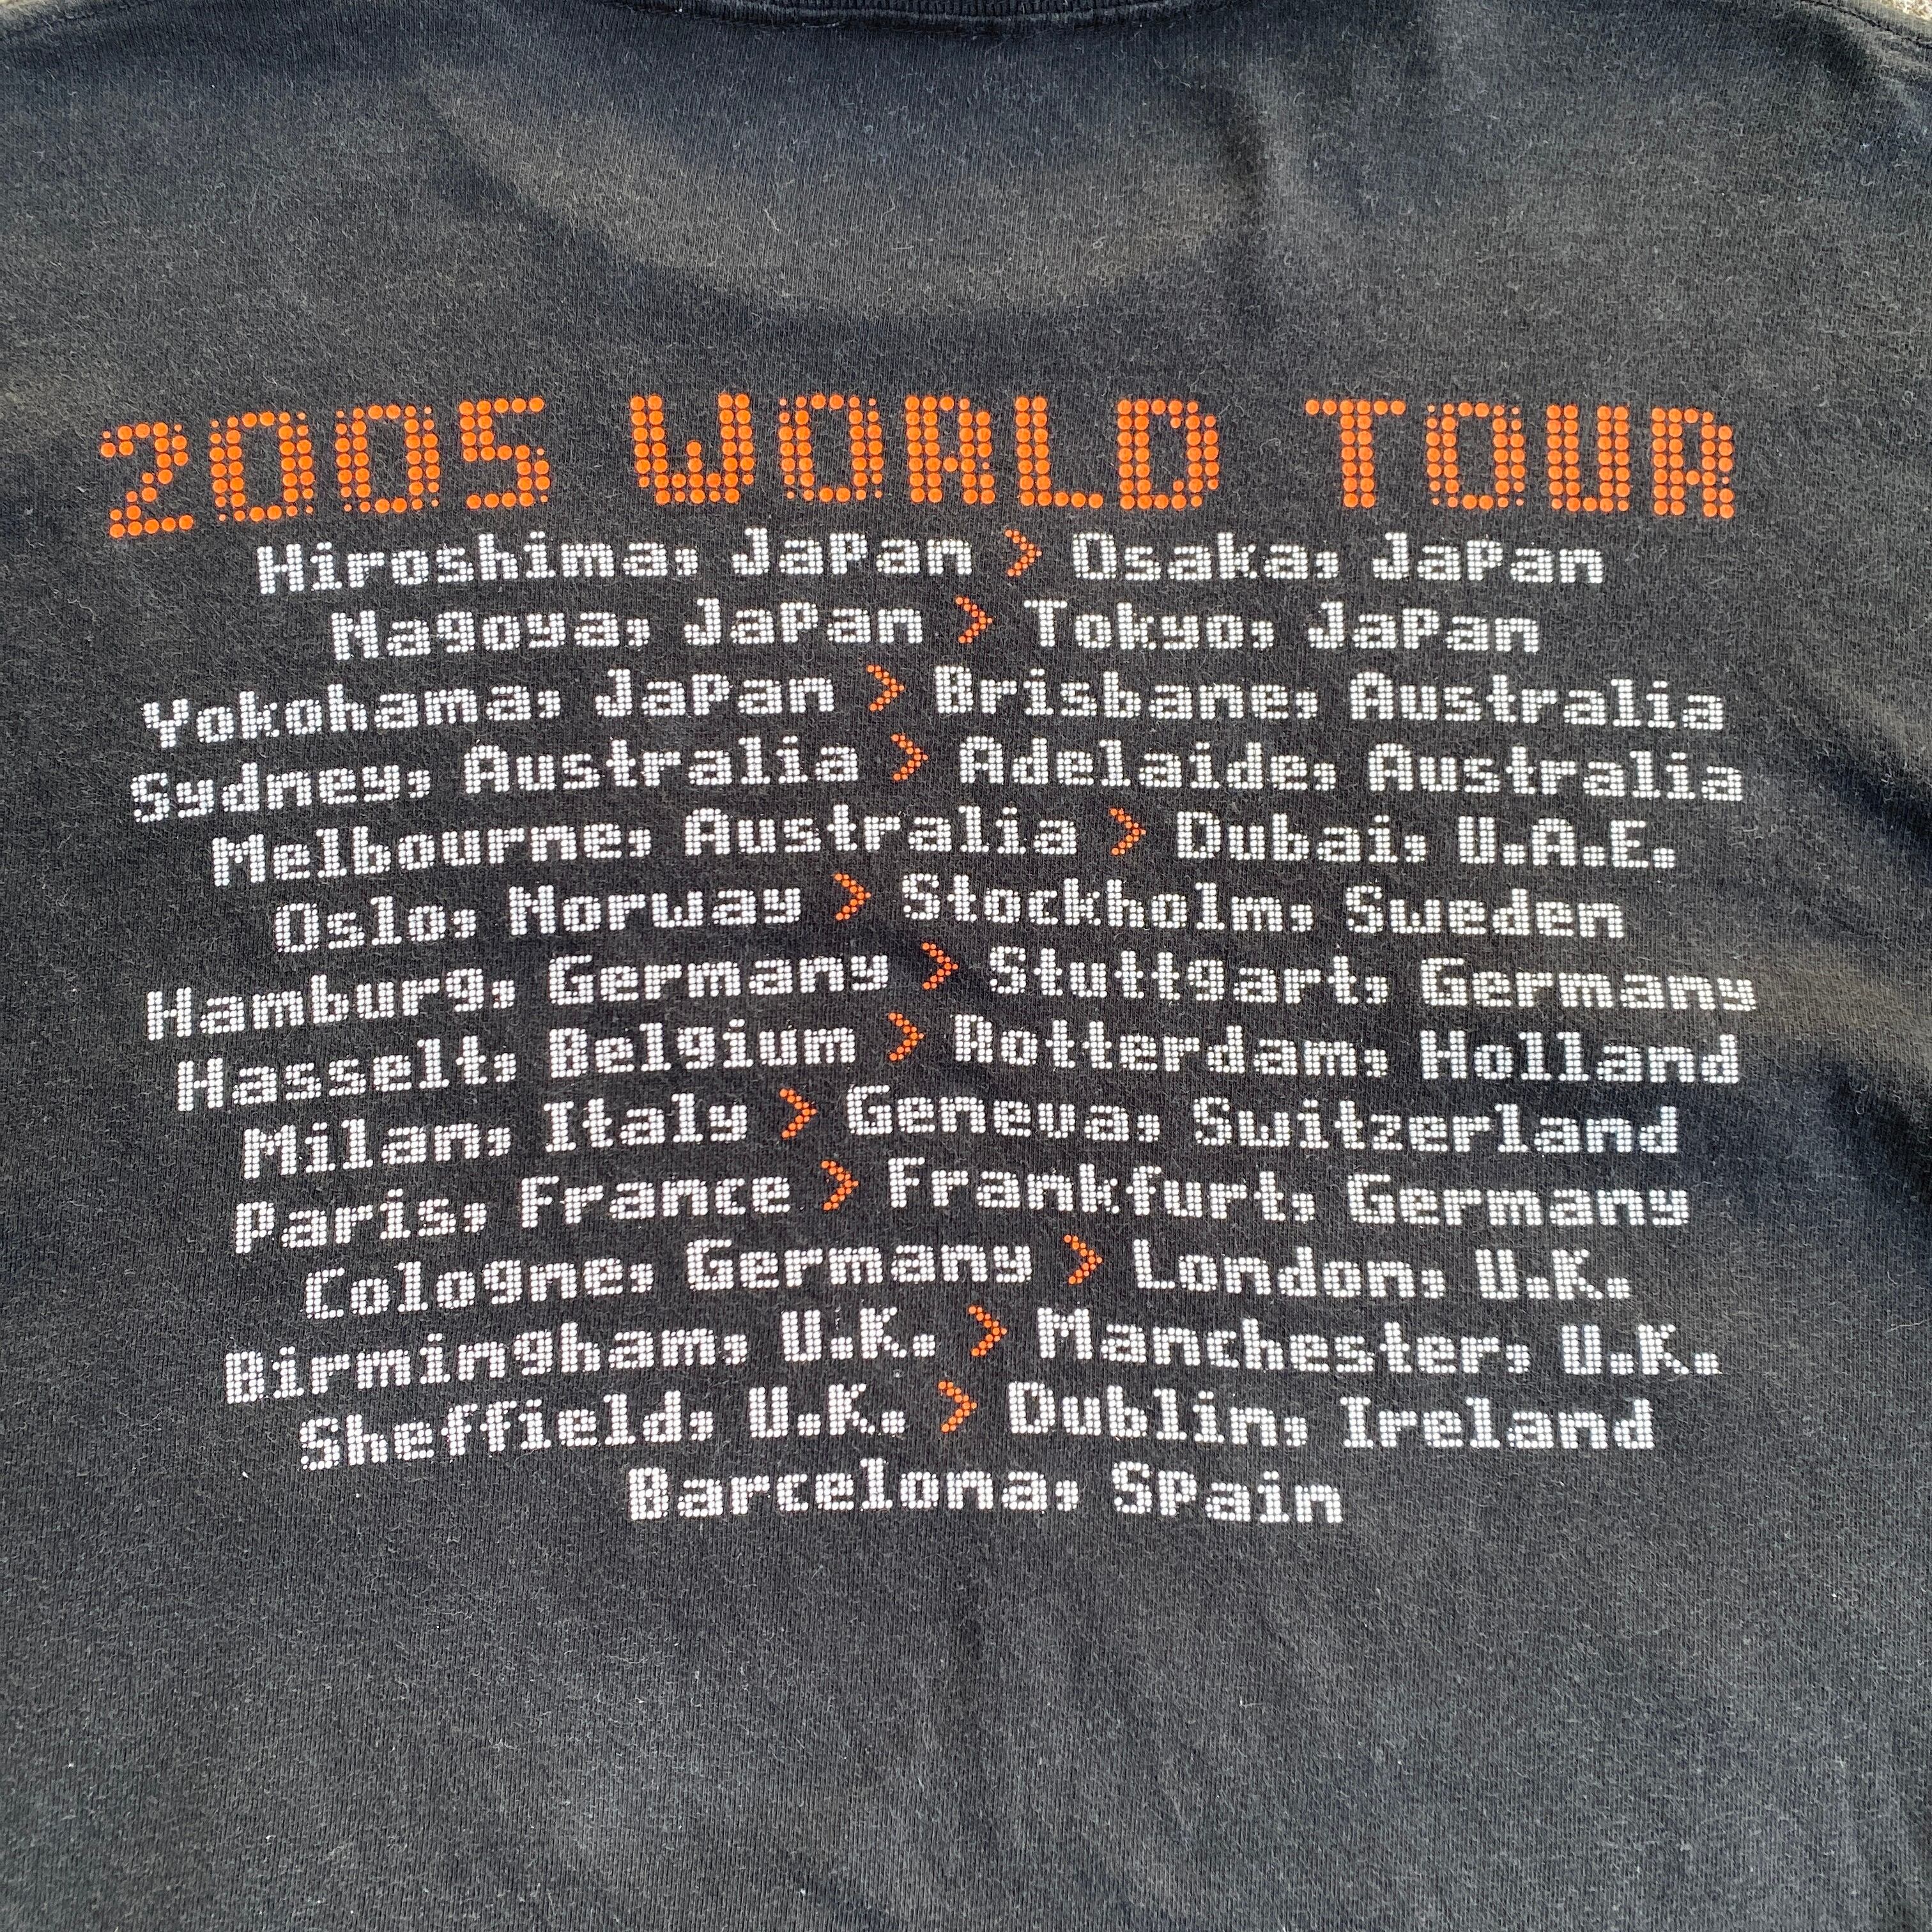 2005 WORLD TOUR
Hiroshima, Japan > Osaka, Japan
Nagoya, Japan > Tokyo, Japan
Yokohama, Japan > Brisbane, Australia
Sydney, Australia > Adelaide, Australia
Melbourne, Australia > Dubai, U.A.E.
Oslo, Norway > Stockholm, Sweden
Hamburg, Germany > Stuttgart, Germany
Hasselt, Belgium > Rotterdam, Holland
Milan, Italy > Geneva, Switzerland
Paris, France > Frankfurt, Germany
Cologne, Germany > London, U.K.
Birmingham, U.K. > Manchester, U.K.
Sheffield, U.K. > Dublin, Ireland
Barcelona, Spain